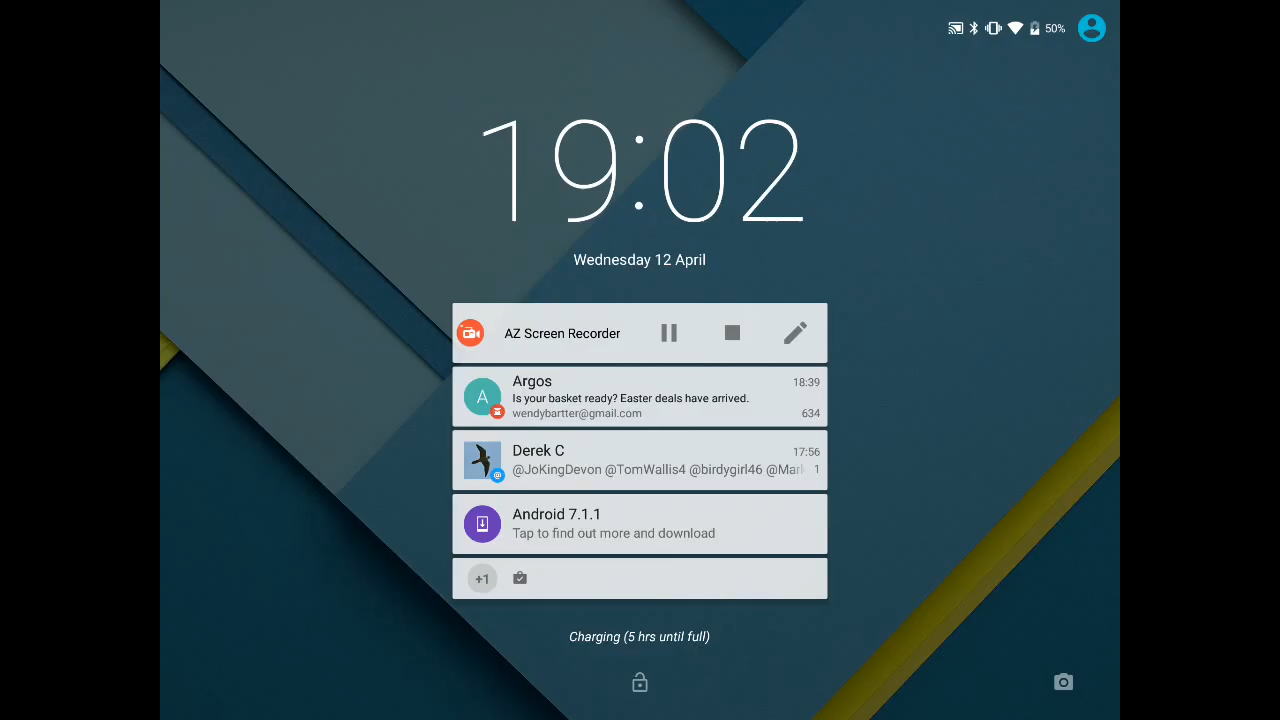 50%
19:02
Wednesday 12 April
AZ Screen Recorder
Argos 18:39
Is your basket ready? Easter deals have arrived.
wendybartter@gmail.com 634
A
Derek C 17:56
@JoKingDevon @TomWallis4 @birdygirl46 1
Android 7.1.1
Tap to find out more and download
+1
Charging (5 hrs until full)